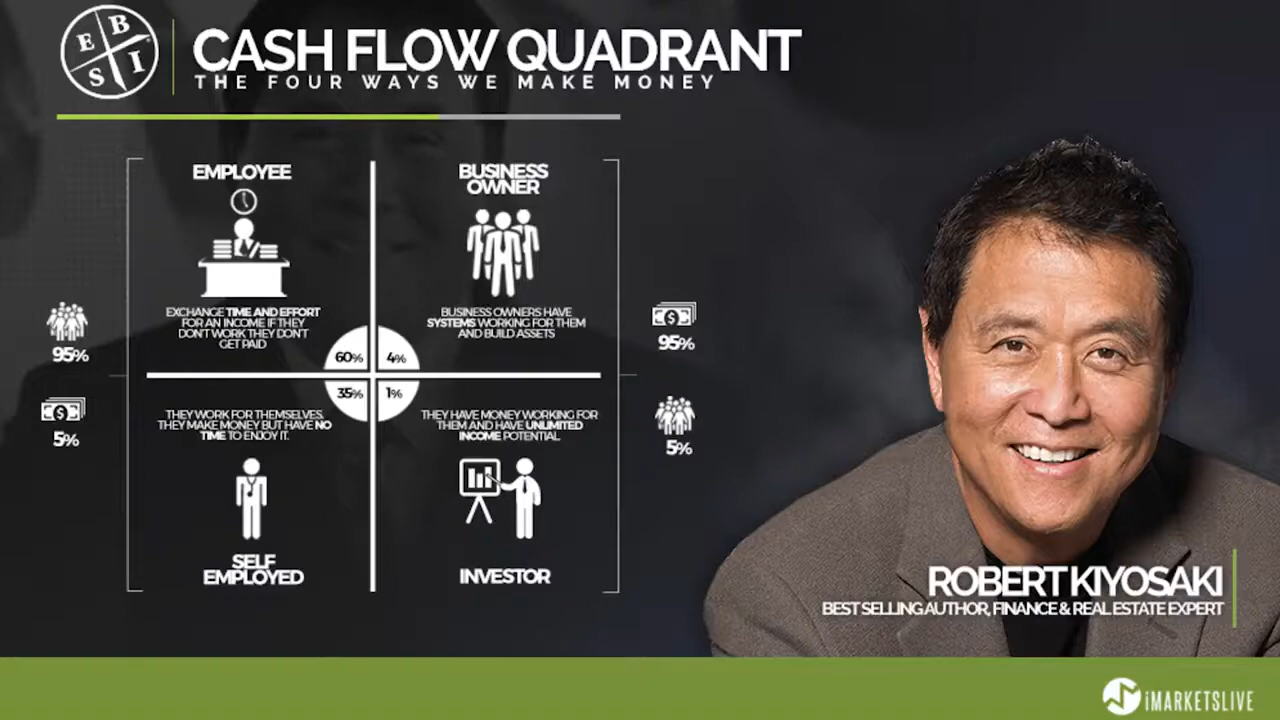 E B
S I
CASH FLOW QUADRANT
THE FOUR WAYS WE MAKE MONEY
EMPLOYEE
EXCHANGE TIME AND EFFORT
FOR AN INCOME IF THEY
DON'T WORK THEY DON'T
GET PAID
BUSINESS
OWNER
BUSINESS OWNERS HAVE
SYSTEMS WORKING FOR THEM
AND BUILD ASSETS
95%
5%
60%
4%
35%
1%
95%
5%
THEY WORK FOR THEMSELVES.
THEY MAKE MONEY BUT HAVE NO
TIME TO ENJOY IT.
SELF
EMPLOYED
THEY HAVE MONEY WORKING FOR
THEM AND HAVE UNLIMITED
INCOME POTENTIAL
INVESTOR
ROBERT KIYOSAKI
BEST SELLING AUTHOR, FINANCE & REAL ESTATE EXPERT
iMARKETSLIVE